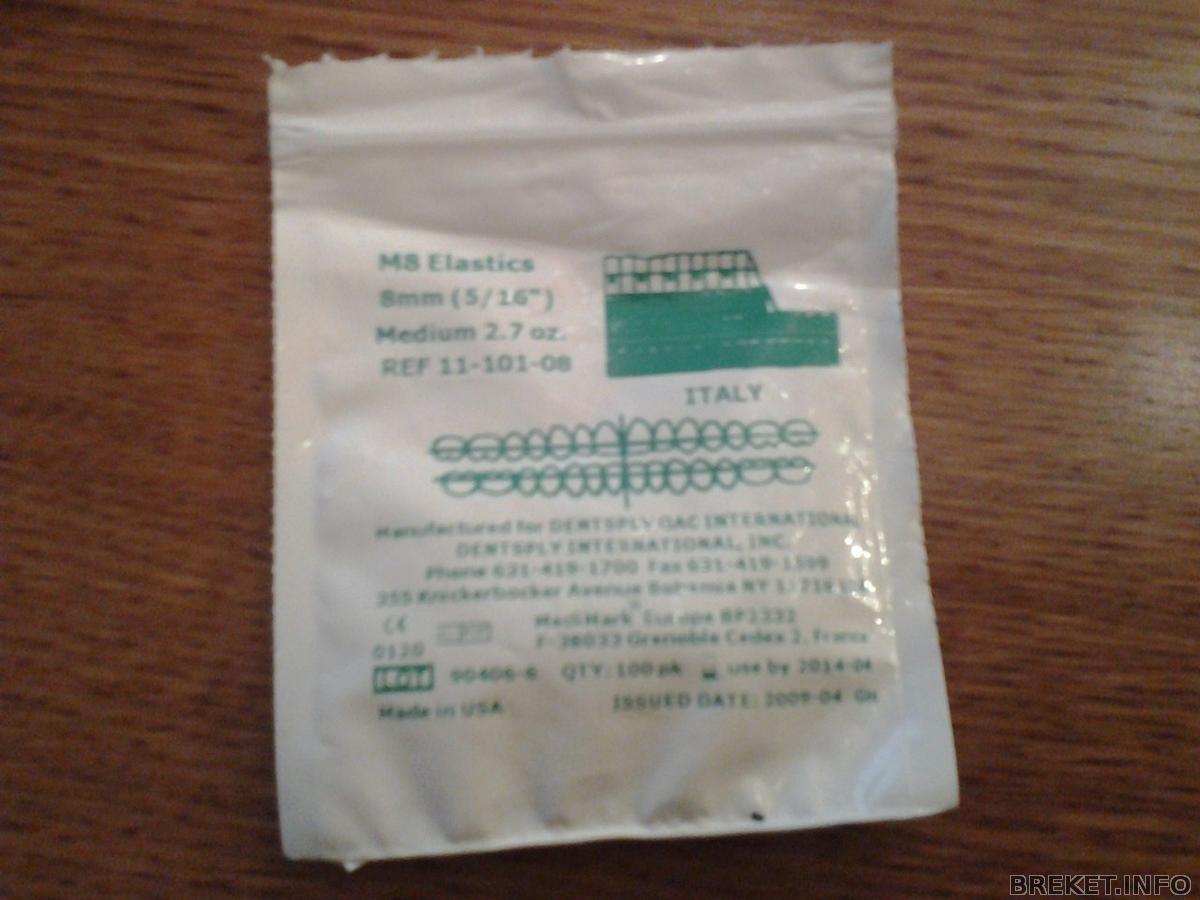 M8 Elastics
8mm (5/16")
Medium 2.7 oz.
REF 11-101-08
ITALY
Manufactured for DENTSPLY GAC INTERNATIONAL
DENTSPLY INTERNATIONAL, INC.
Phone 631-419-1700 Fax 631-419-1599
355 Knickerbocker Avenue Bohemia NY
MediMark Europe BP2332
F-38033 Grenoble Cedex 2, France
CE
0120
90406-6 QTY: 100 pk use by 2014-04
Made in USA ISSUED DATE: 2009-04
BREKET.INFO